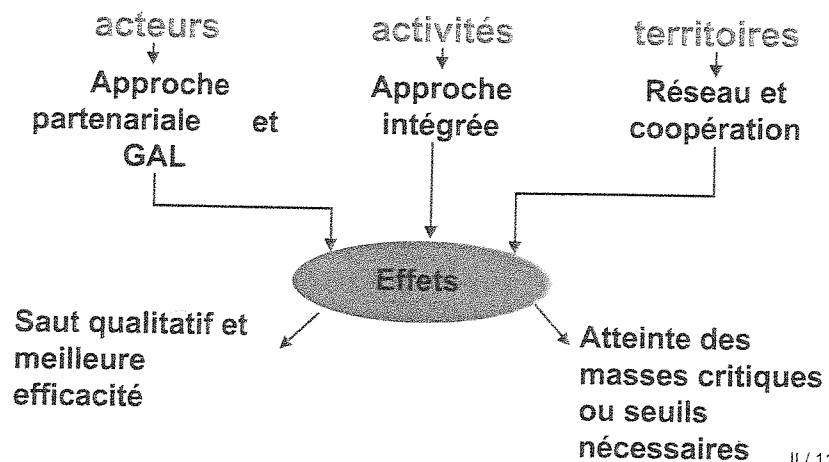 acteurs
activités
territoires
Approche
partenariale et
GAL
Approche
intégrée
Réseau et
coopération
Effets
Saut qualitatif et
meilleure
efficacité
Atteinte des
masses critiques
ou seuils
nécessaires